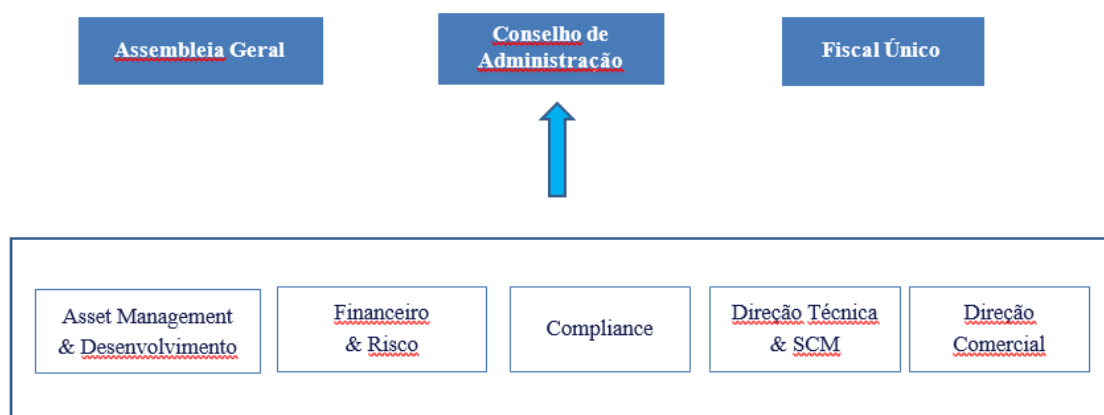 Assembleia Geral
Conselho de
Administração
Fiscal Único
Asset Management
& Desenvolvimento
Financeiro
& Risco
Compliance
Direção Técnica
& SCM
Direção
Comercial